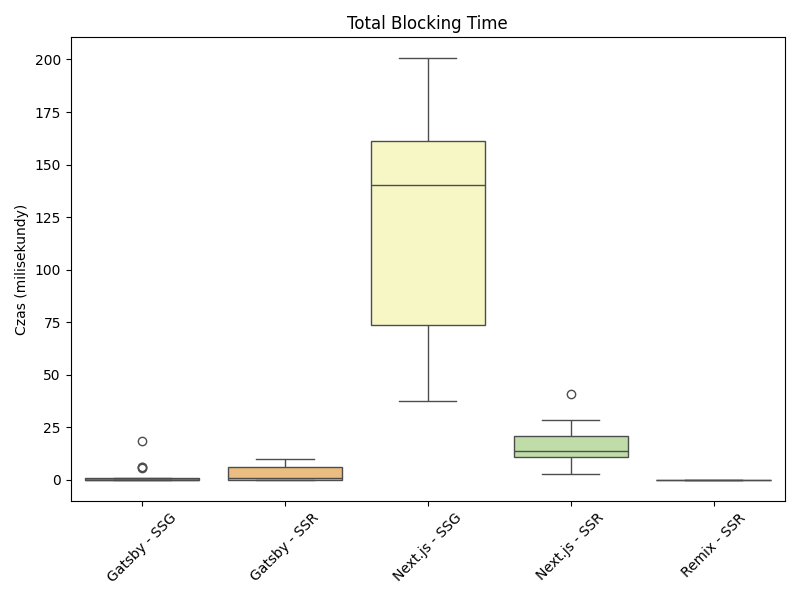 Total Blocking Time
Czas (milisekundy)
200
175
150
125
100
75
50
25
0
Gatsby - SSG
Gatsby - SSR
Next.js - SSG
Next.js - SSR
Remix - SSR